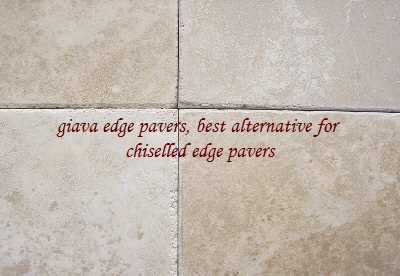 giava edge pavers, best alternative for
chiselled edge pavers